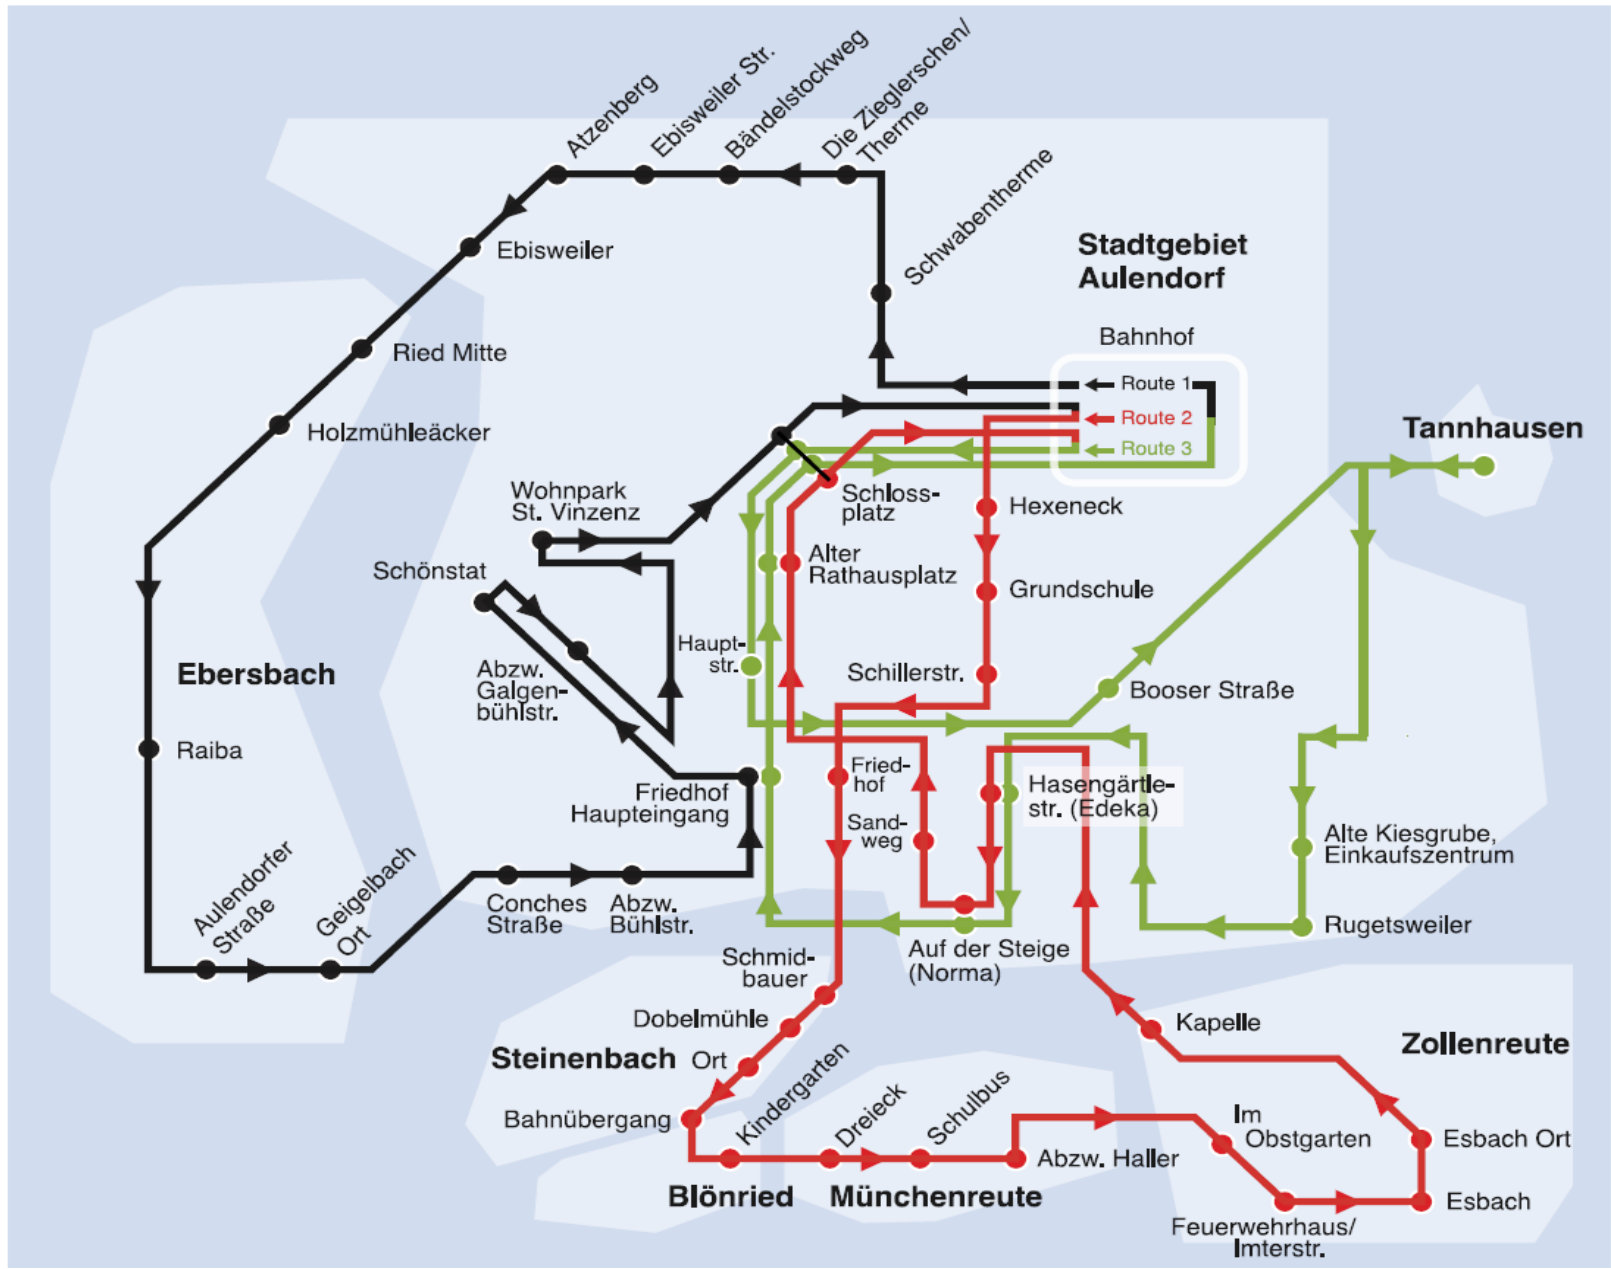 Atzenberg
Ebisweiler Str.
Bändelstockweg
Die Zieglerschen/
Therme
Schwabentherme
Ebisweiler
Stadtgebiet
Aulendorf
Ried Mitte
Bahnhof
Route 1
Route 2
Route 3
Holzmühleäcker
Tannhausen
Wohnpark
St. Vinzenz
Schloss-
platz
Hexeneck
Schönstat
Alter
Rathausplatz
Grundschule
Ebersbach
Abzw.
Galgen-
bühlstr.
Haupt-
str.
Schillerstr.
Booser Straße
Raiba
Friedhof
Haupteingang
Fried-
hof
Sand-
weg
Hasengärtle-
str. (Edeka)
Alte Kiesgrube,
Einkaufszentrum
Aulendorfer
Straße
Geigelbach
Ort
Conches
Straße
Abzw.
Bühlstr.
Auf der Steige
(Norma)
Rugetsweiler
Schmid-
bauer
Dobelmühle
Steinenbach
Ort
Kapelle
Zollenreute
Bahnübergang
Kindergarten
Dreieck
Schulbus
Abzw. Haller
Im
Obstgarten
Esbach Ort
Blönried
Münchenreute
Esbach
Feuerwehrhaus/
Imterstr.